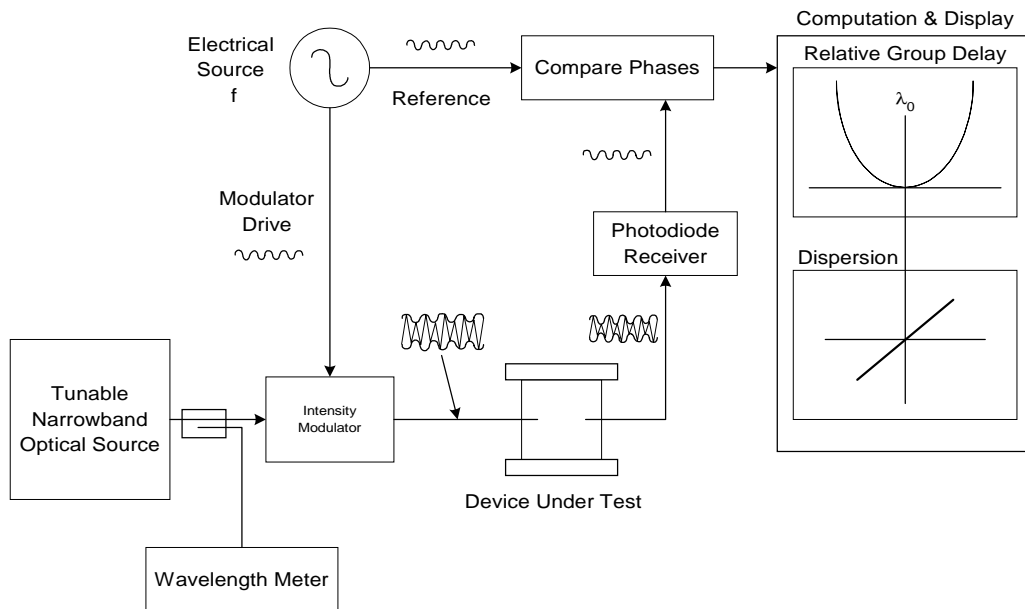 Computation & Display
Electrical
Source
f
Reference
Compare Phases
Relative Group Delay
λ0
Modulator
Drive
Photodiode
Receiver
Dispersion
Tunable
Narrowband
Optical Source
Intensity
Modulator
Device Under Test
Wavelength Meter